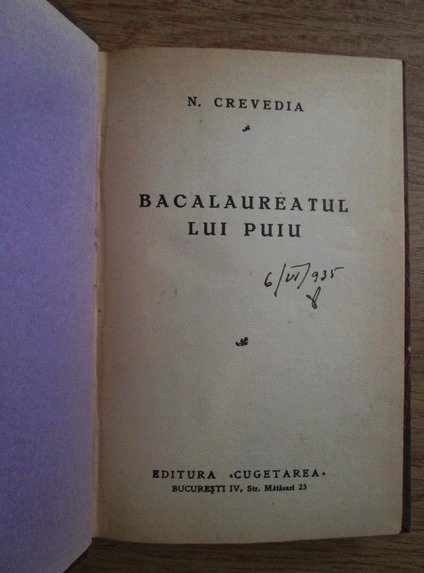 N. CREVEDIA
BACALAUREATUL
LUI PUIU
6/VI/935
EDITURA «CUGETAREA»
BUCUREȘTI IV, Str. Mătăsari 23